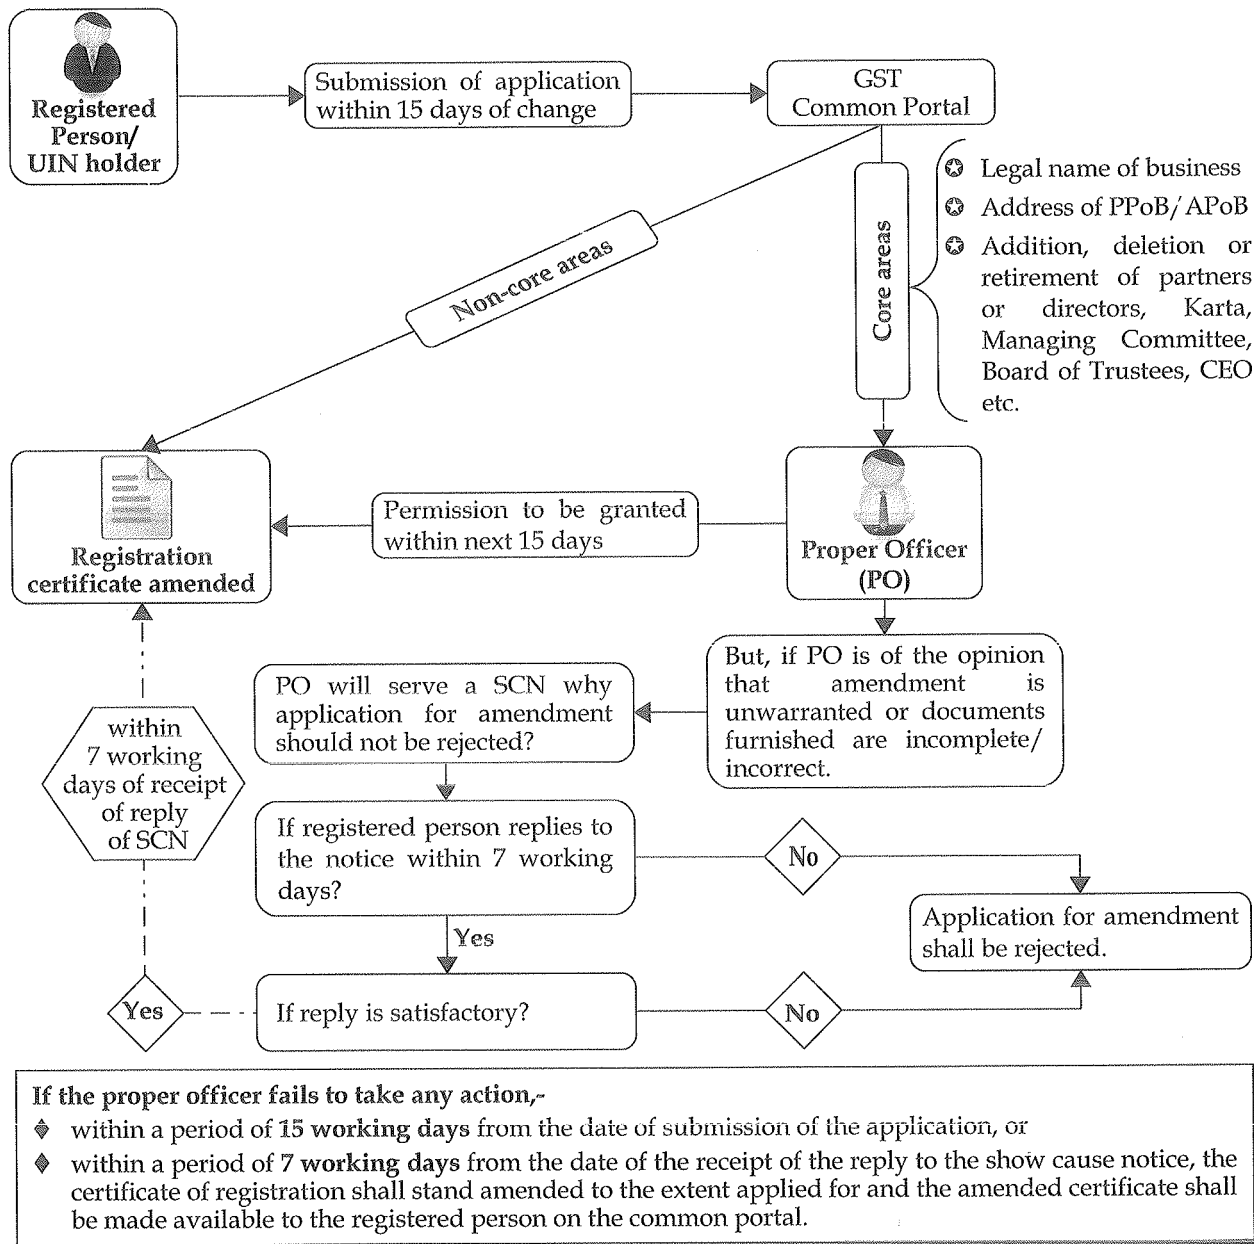 Registered
Person/
UIN holder
Submission of application
within 15 days of change
GST
Common Portal
Non-core areas
Core areas
Legal name of business
Address of PPoB/APoB
Addition, deletion or
retirement of partners
or directors, Karta,
Managing Committee,
Board of Trustees, CEO
etc.
Registration
certificate amended
Permission to be granted
within next 15 days
Proper Officer
(PO)
But, if PO is of the opinion
that amendment is
unwarranted or documents
furnished are incomplete/
incorrect.
PO will serve a SCN why
application for amendment
should not be rejected?
within
7 working
days of receipt
of reply
of SCN
If registered person replies to
the notice within 7 working
days?
No
Application for amendment
shall be rejected.
Yes
Yes
If reply is satisfactory?
No
If the proper officer fails to take any action,-
within a period of 15 working days from the date of submission of the application, or
within a period of 7 working days from the date of the receipt of the reply to the show cause notice, the
certificate of registration shall stand amended to the extent applied for and the amended certificate shall
be made available to the registered person on the common portal.